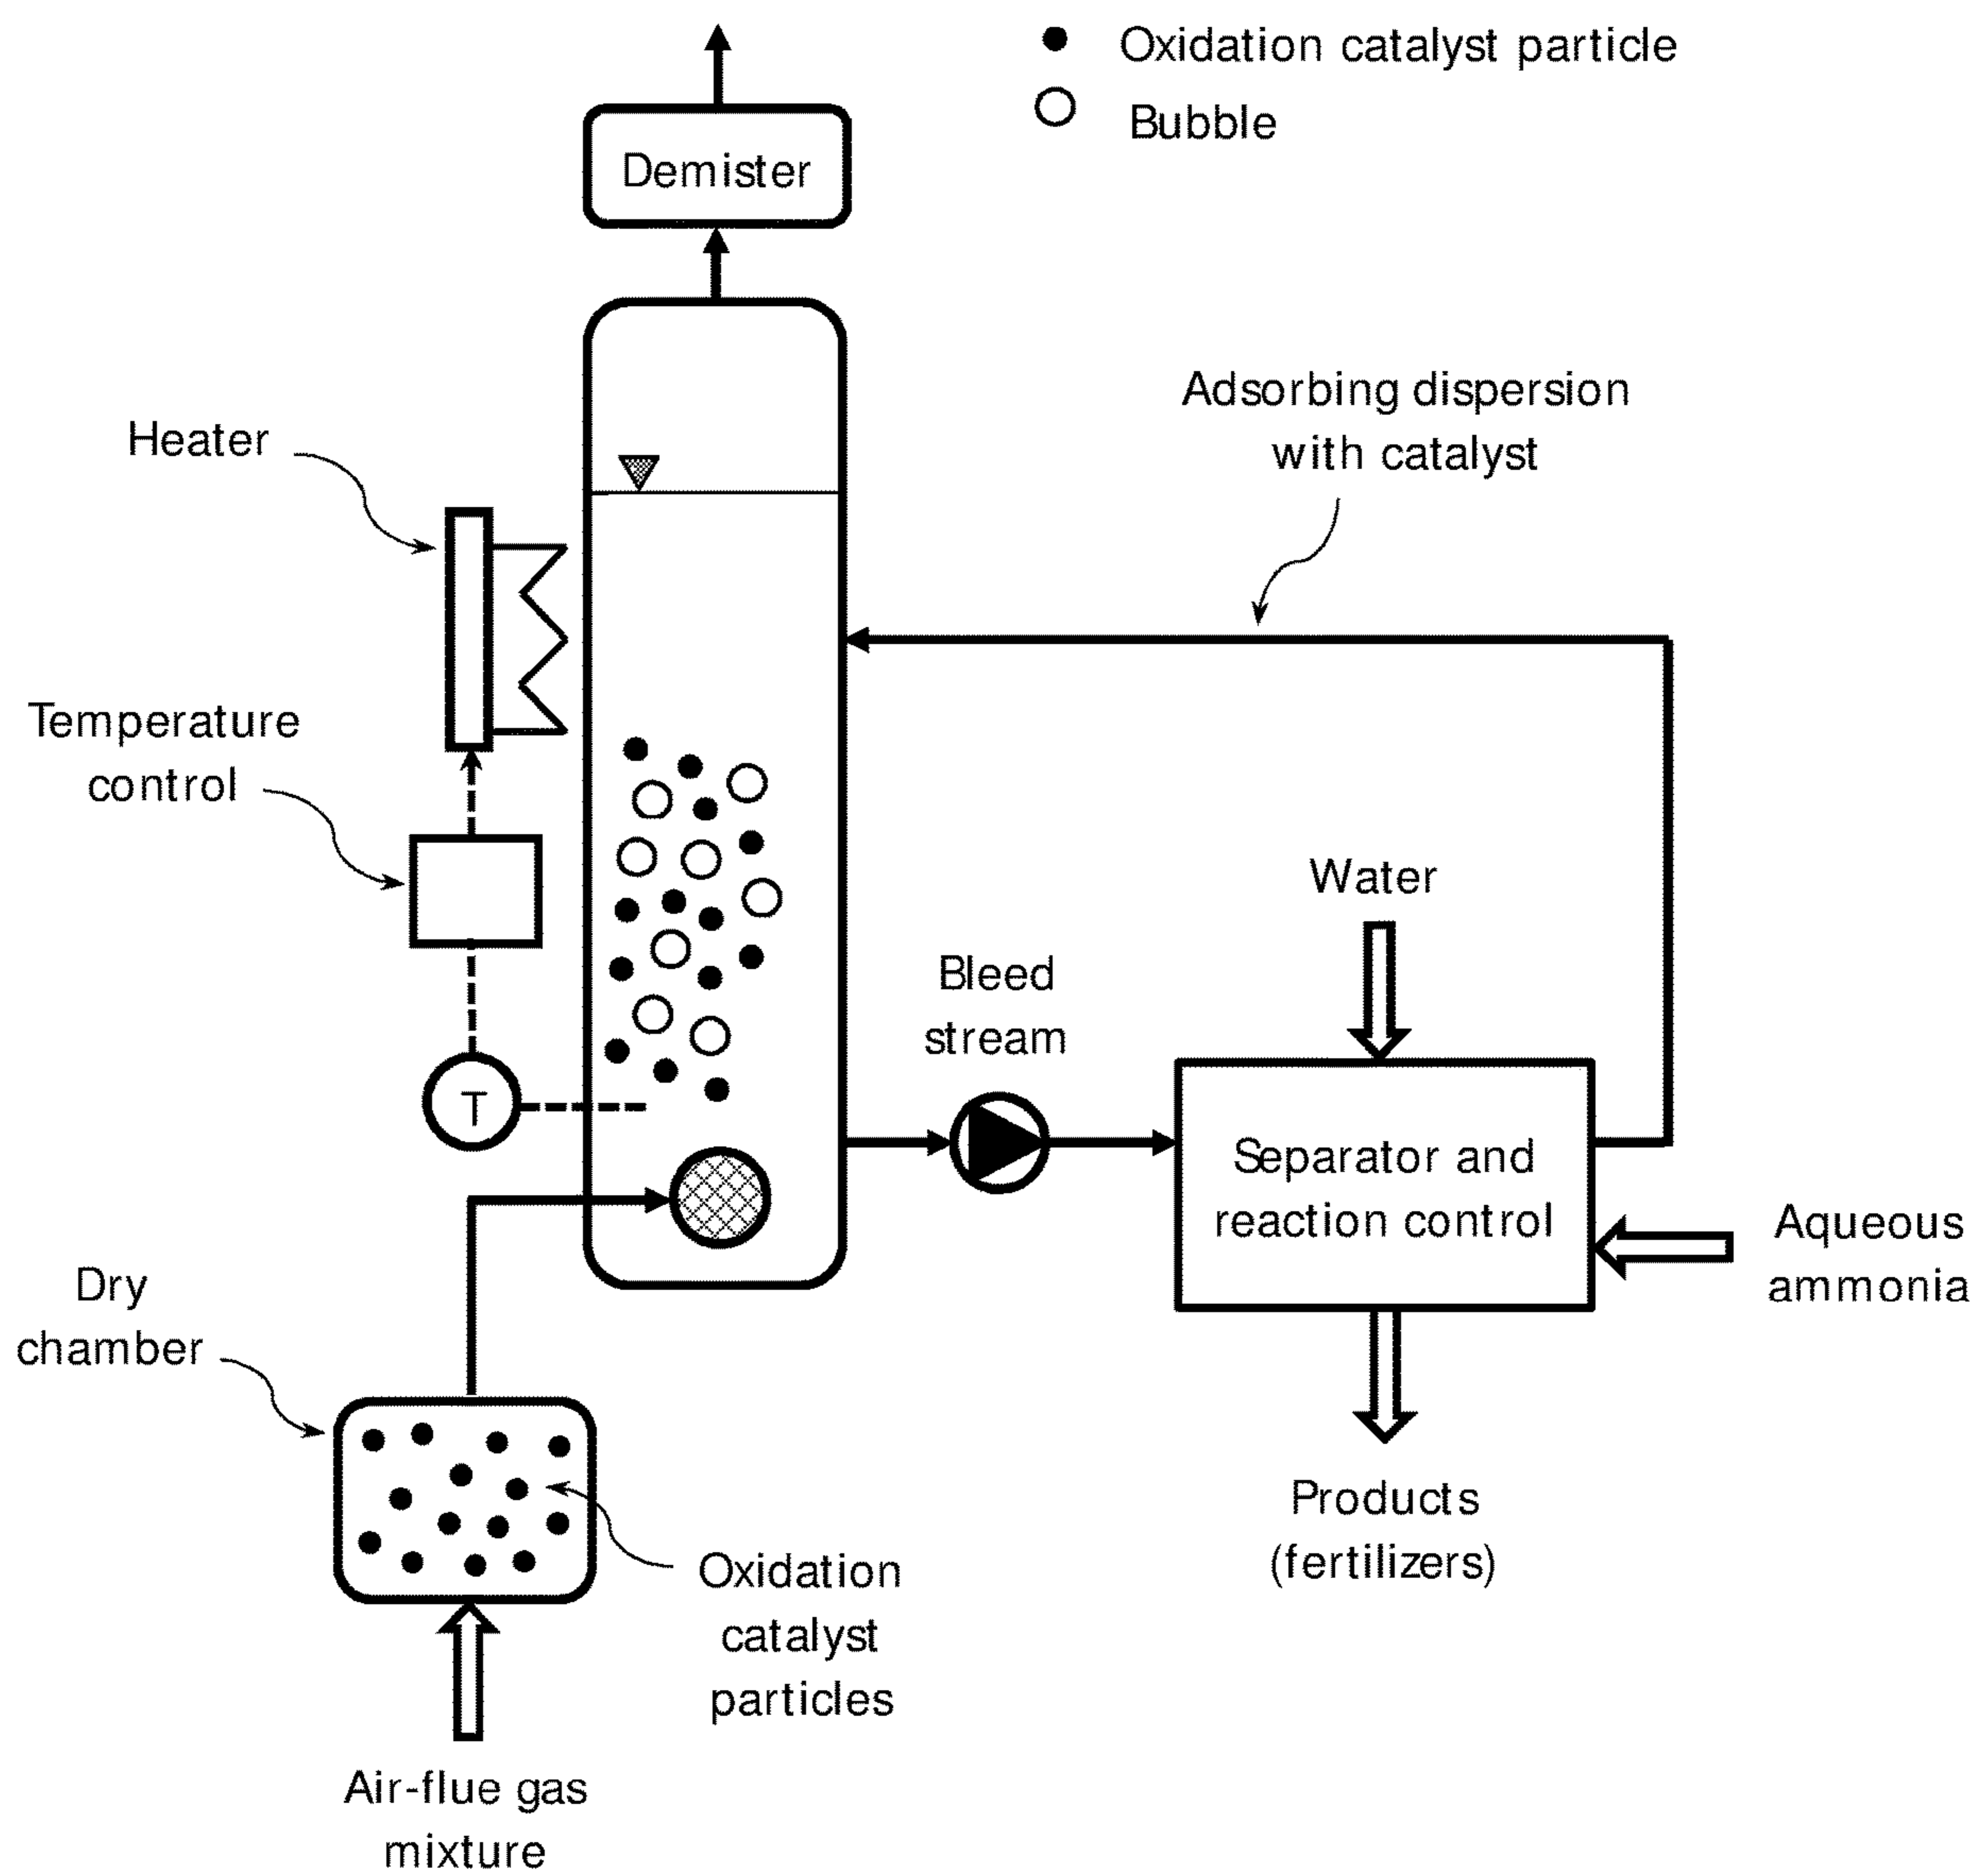 Oxidation catalyst particle
Bubble
Demister
Adsorbing dispersion
with catalyst
Heater
Temperature
control
Water
Bleed
stream
T
Separator and
reaction control
Aqueous
ammonia
Dry
chamber
Products
(fertilizers)
Oxidation
catalyst
particles
Air-flue gas
mixture